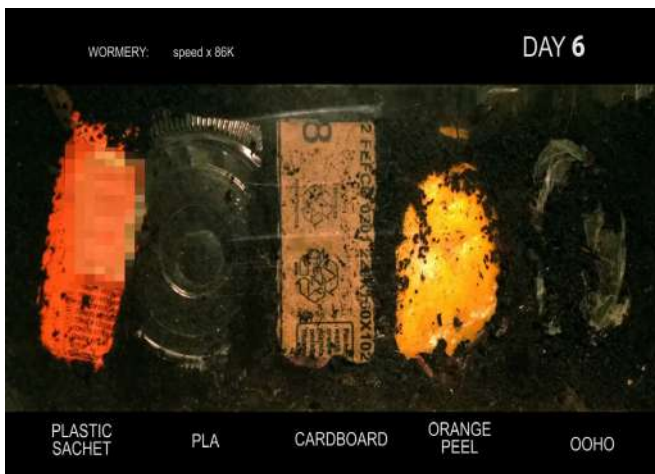 WORMERY: speed x 86K
DAY 6
8
PLASTIC SACHET
PLA
CARDBOARD
ORANGE PEEL
OOHO